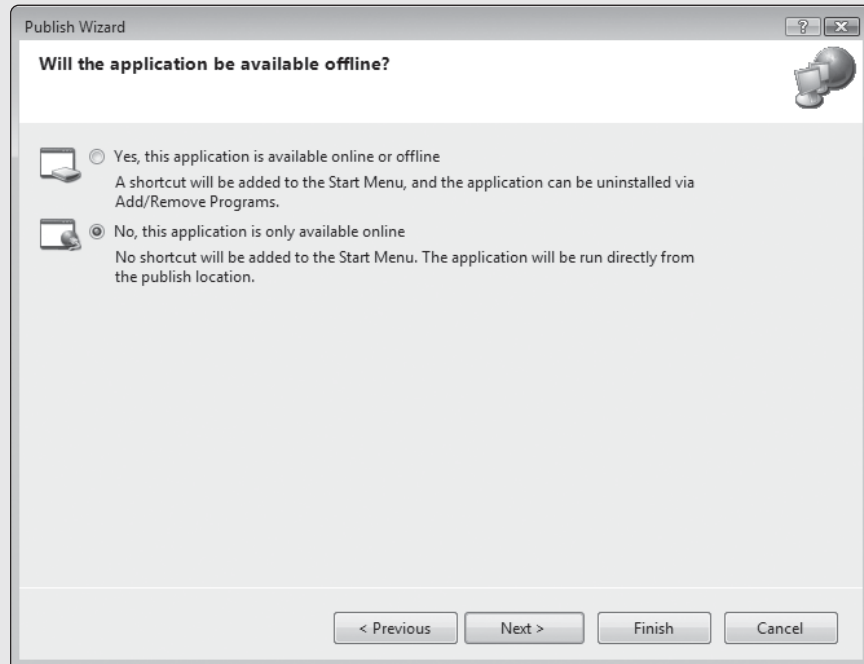 Publish Wizard
?
Will the application be available offline?
Yes, this application is available online or offline
A shortcut will be added to the Start Menu, and the application can be uninstalled via
Add/Remove Programs.
No, this application is only available online
No shortcut will be added to the Start Menu. The application will be run directly from
the publish location.
< Previous
Next >
Finish
Cancel